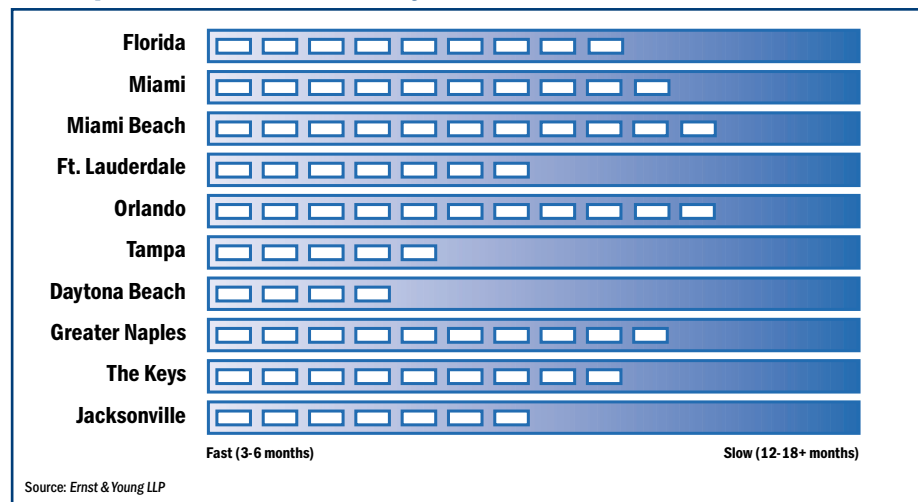 Florida
Miami
Miami Beach
Ft. Lauderdale
Orlando
Tampa
Daytona Beach
Greater Naples
The Keys
Jacksonville
Fast (3-6 months) Slow (12-18+ months)
Source: Ernst & Young LLP